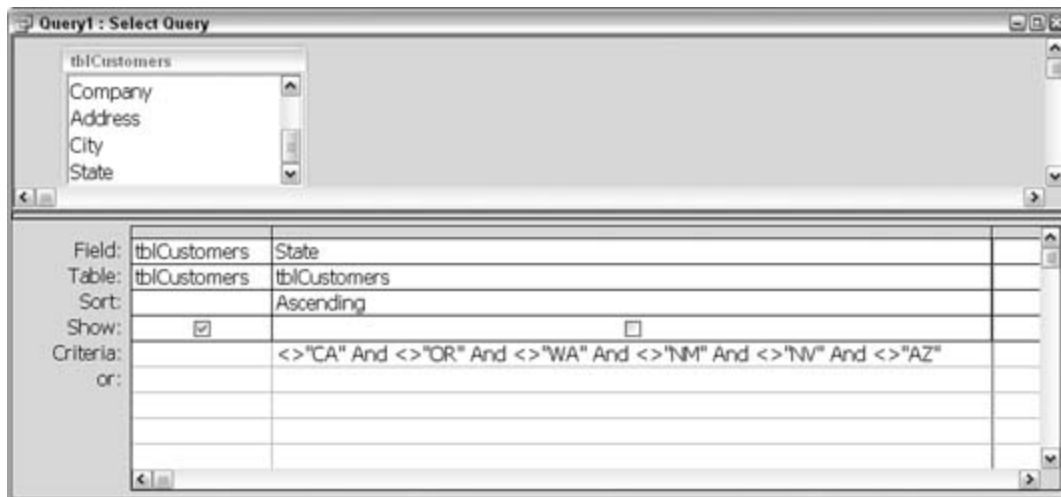 Query1 : Select Query
tblCustomers
Company
Address
City
State
Field: tblCustomers State
Table: tblCustomers tblCustomers
Sort: Ascending
Show:
Criteria: <>"CA" And <>"OR" And <>"WA" And <>"NM" And <>"NV" And <>"AZ"
or: